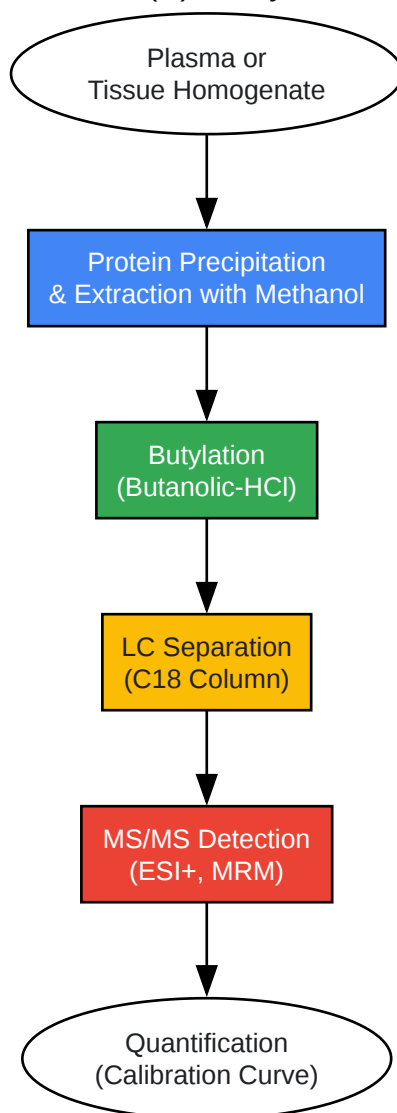 Plasma or
Tissue Homogenate
Protein Precipitation
& Extraction with Methanol
Butylation
(Butanolic-HCl)
LC Separation
(C18 Column)
MS/MS Detection
(ESI+, MRM)
Quantification
(Calibration Curve)